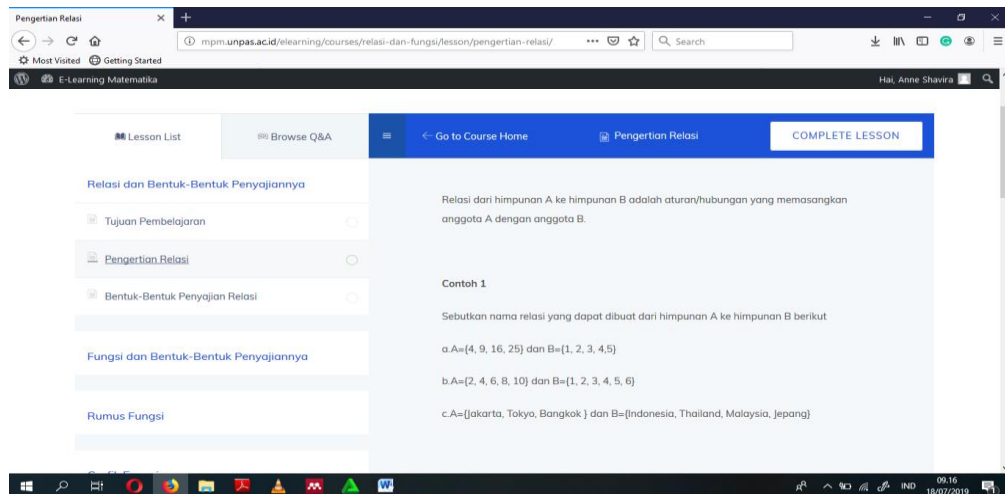 Pengertian Relasi
mpm.unpas.ac.id/elearning/courses/relasi-dan-fungsi/lesson/pengertian-relasi/
Search
Most Visited Getting Started
E-Learning Matematika
Hai, Anne Shavira
Lesson List
Browse Q&A
Go to Course Home
Pengertian Relasi
COMPLETE LESSON
Relasi dan Bentuk-Bentuk Penyajiannya
Tujuan Pembelajaran
Pengertian Relasi
Bentuk-Bentuk Penyajian Relasi
Fungsi dan Bentuk-Bentuk Penyajiannya
Rumus Fungsi
Relasi dari himpunan A ke himpunan B adalah aturan/hubungan yang memasangkan
anggota A dengan anggota B.
Contoh 1
Sebutkan nama relasi yang dapat dibuat dari himpunan A ke himpunan B berikut
a.A={4, 9, 16, 25} dan B={1, 2, 3, 4,5}
b.A={2, 4, 6, 8, 10} dan B={1, 2, 3, 4, 5, 6}
c.A={Jakarta, Tokyo, Bangkok } dan B={Indonesia, Thailand, Malaysia, Jepang}
IND
09.16
18/07/2019